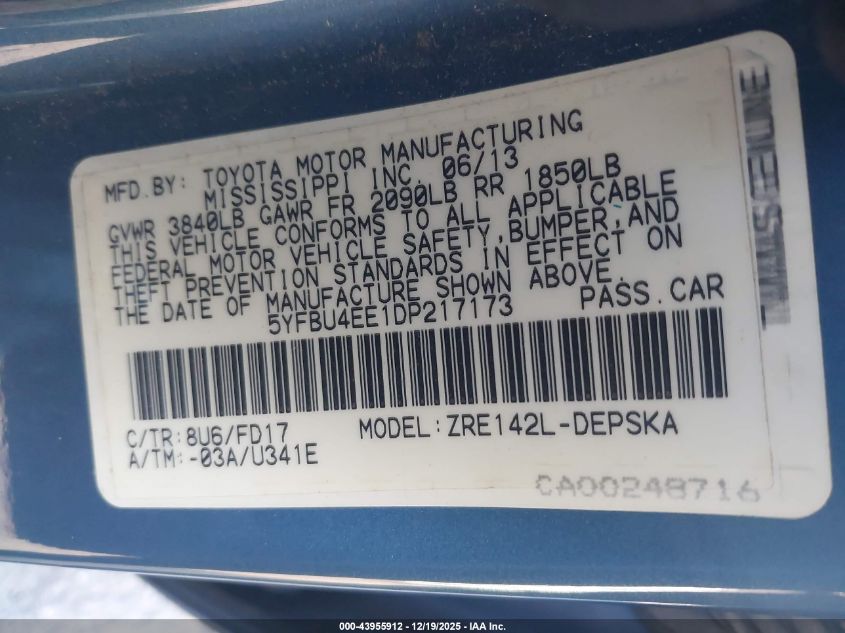 MFD.BY: TOYOTA MOTOR MANUFACTURING
MISSISSIPPI INC. 06/13
GVWR 3840LB GAWR FR 2090LB RR 1850LB
THIS VEHICLE CONFORMS TO ALL APPLICABLE
FEDERAL MOTOR VEHICLE SAFETY,BUMPER,AND
THEFT PREVENTION STANDARDS IN EFFECT ON
THE DATE OF MANUFACTURE SHOWN ABOVE.
5YFBU4EE1DP217173 PASS.CAR
C/TR:8U6/FD17 MODEL:ZRE142L-DEPSKA
A/TM:-03A/U341E
CA00248716
000-43955912 - 12/19/2025 - IAA Inc.